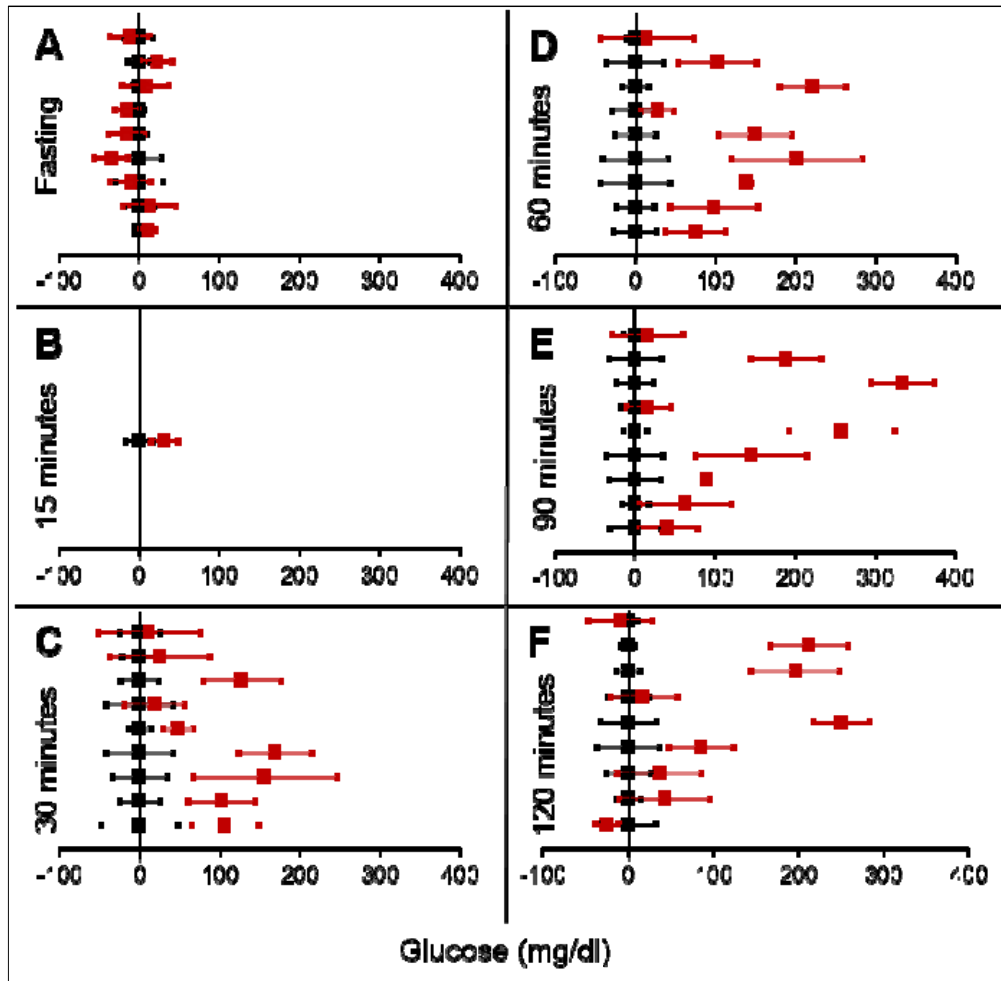 A
Fasting
-100 0 100 200 300 400
B
15 minutes
-100 0 100 200 300 400
C
30 minutes
-100 0 100 200 300 400
D
60 minutes
-100 0 100 200 300 400
E
90 minutes
-100 0 100 200 300 400
F
120 minutes
-100 0 100 200 300 400
Glucose (mg/dl)